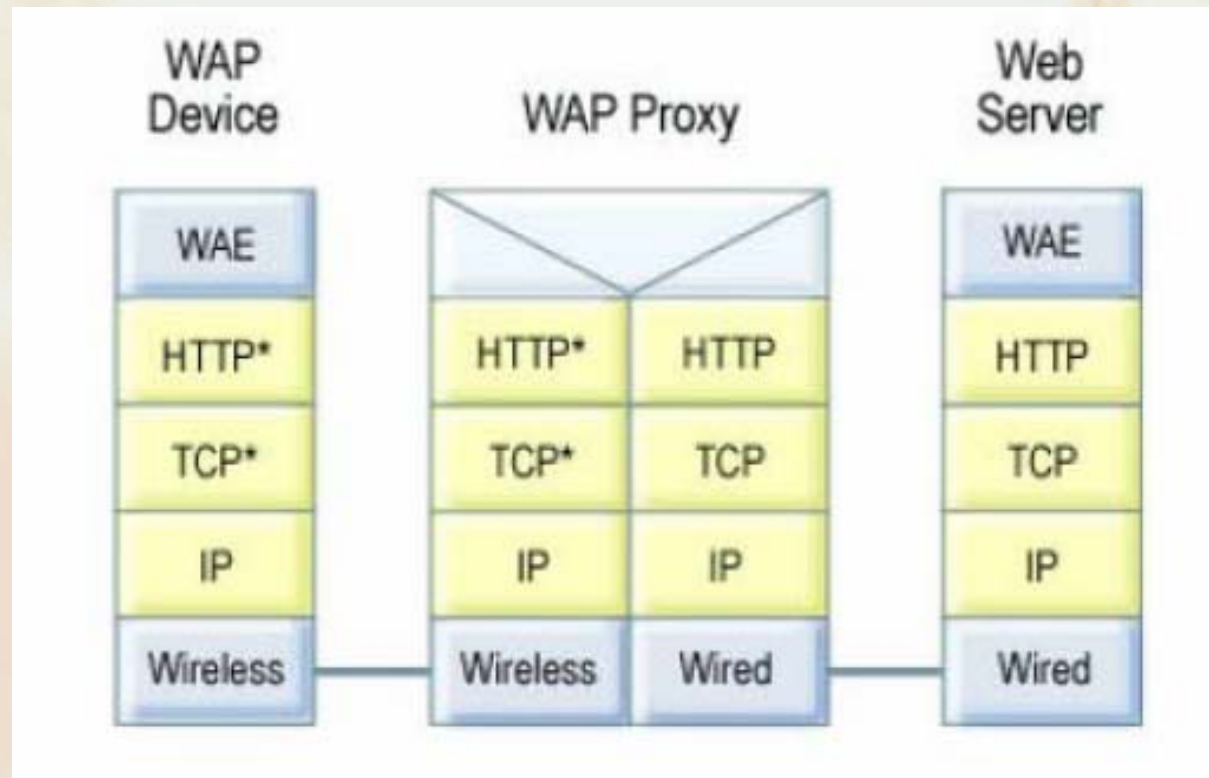 WAP
Device
WAP Proxy
Web
Server
WAE
WAE
HTTP*
HTTP*
HTTP
HTTP
TCP*
TCP*
TCP
TCP
IP
IP
IP
IP
Wireless
Wireless
Wired
Wired